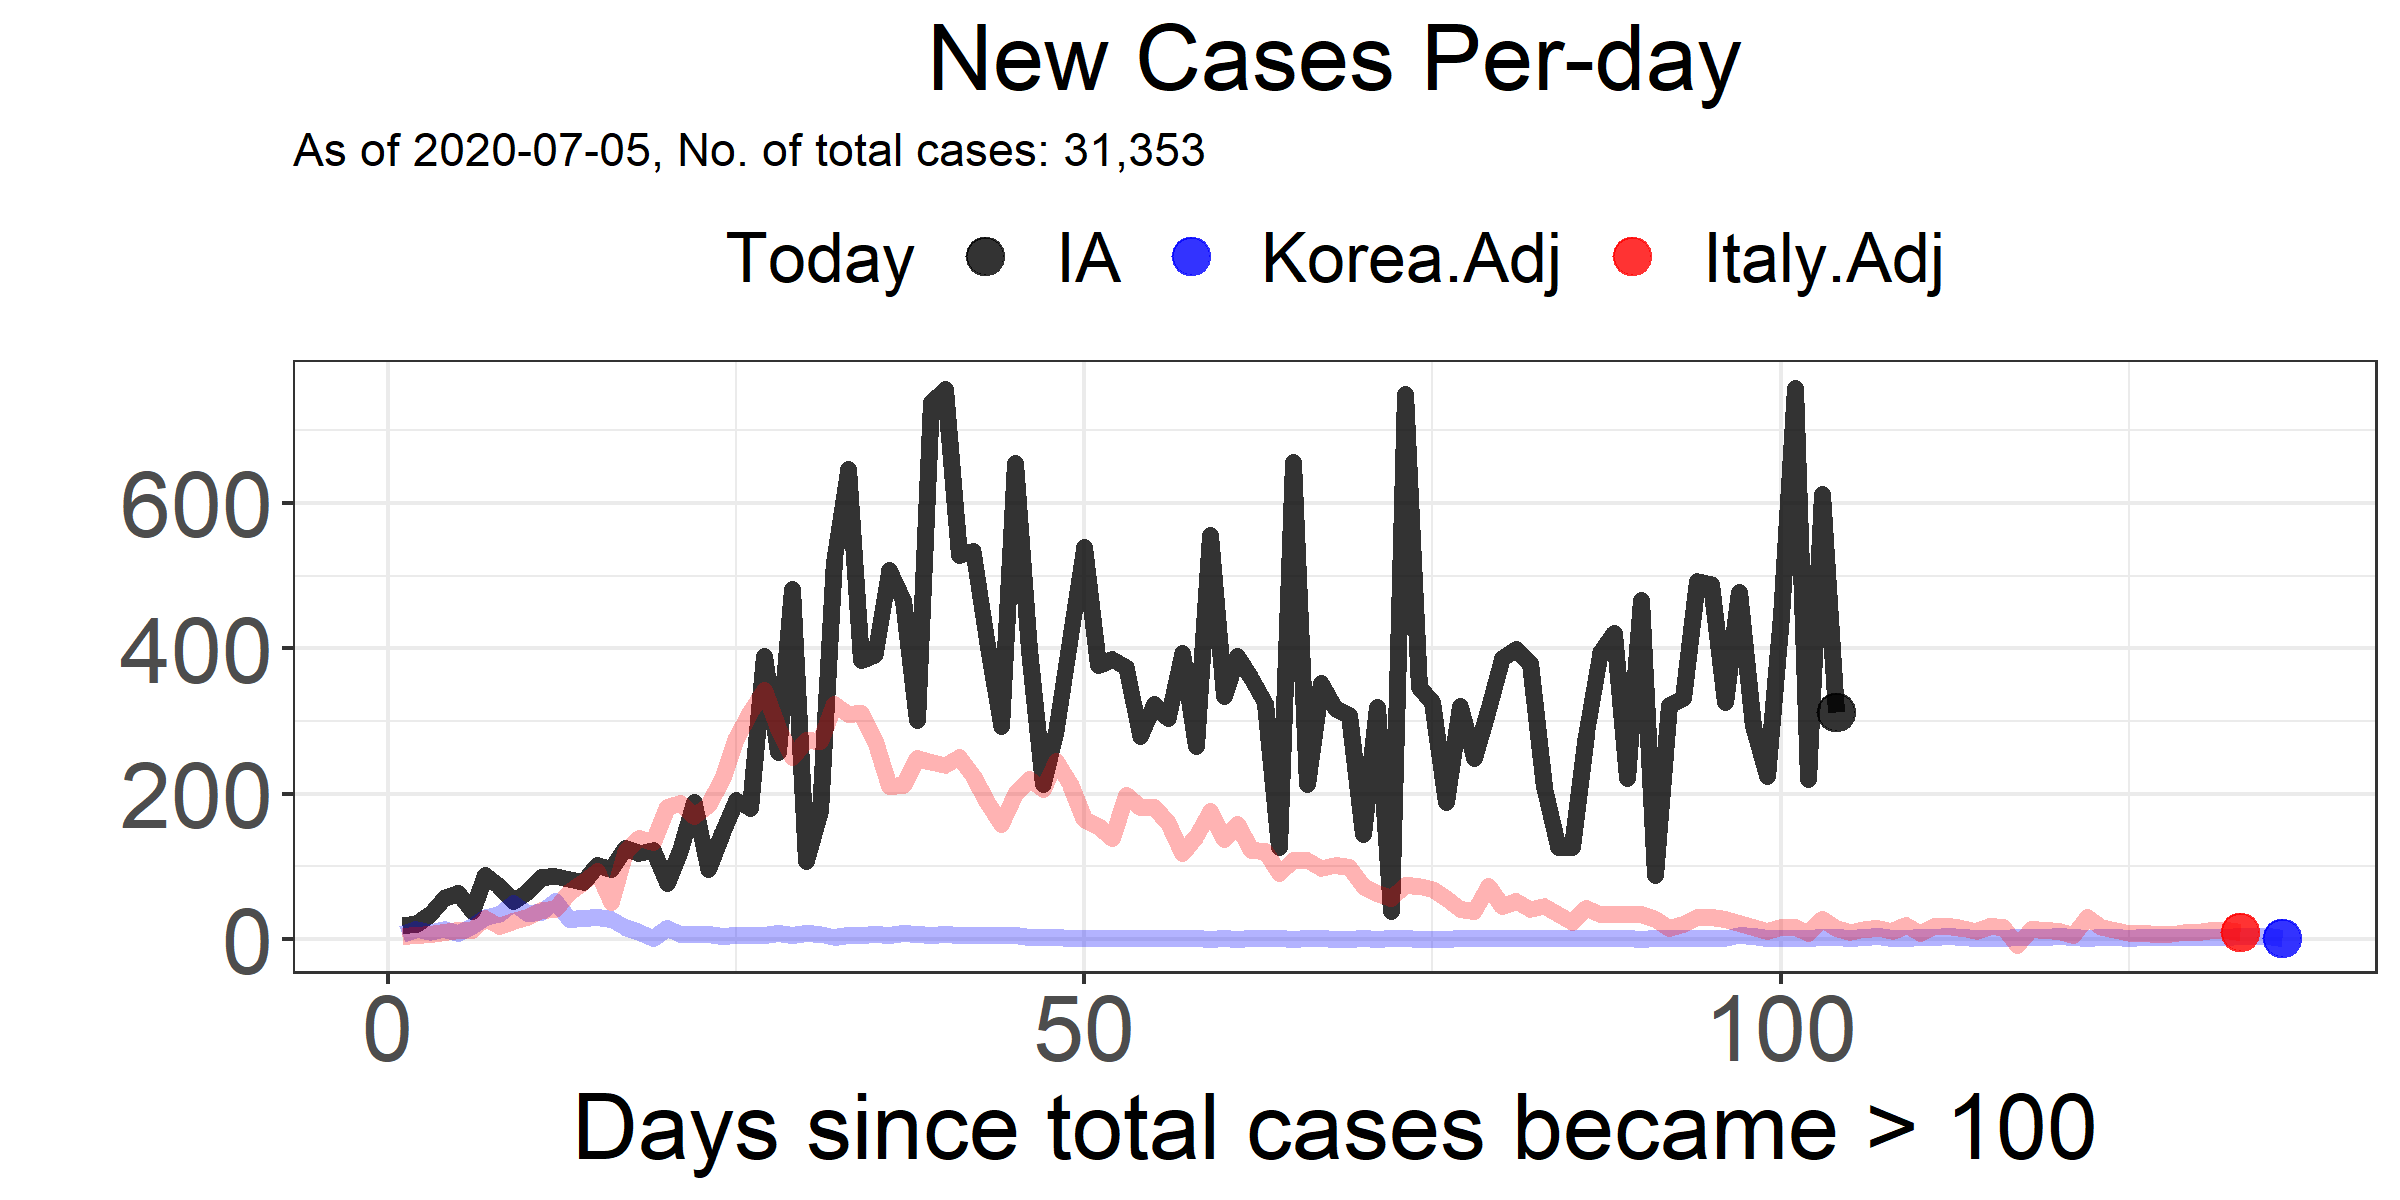 New Cases Per-day
As of 2020-07-05, No. of total cases: 31,353
Today IA Korea.Adj Italy.Adj
600
400
200
0
0 50 100
Days since total cases became > 100